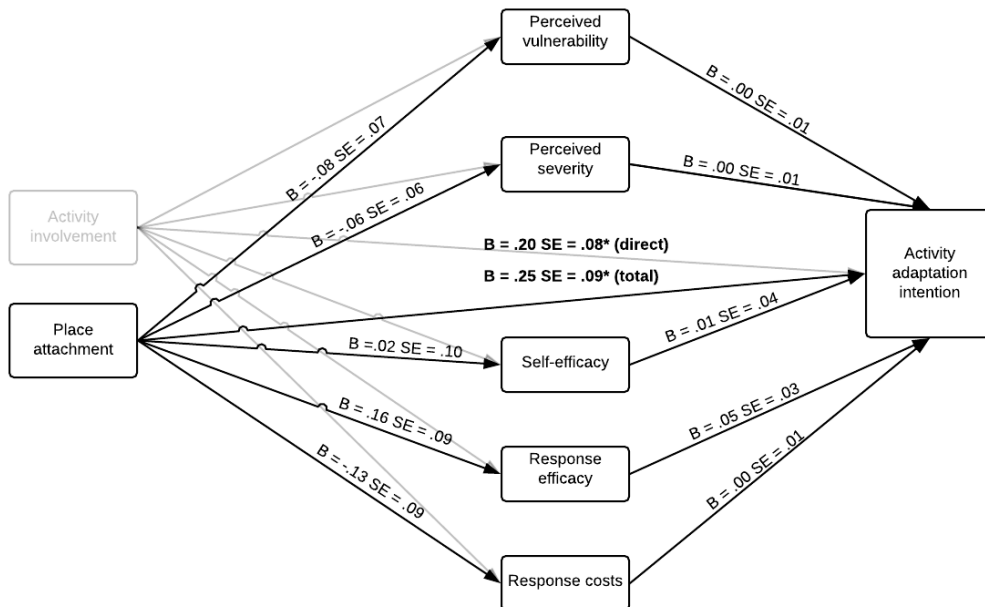 Perceived
vulnerability
B = .00 SE = .01
B = -.08 SE = .07
Perceived
severity
B = .00 SE = .01
B = -.06 SE = .06
Activity
involvement
B = .20 SE = .08* (direct)
B = .25 SE = .09* (total)
Activity
adaptation
intention
Place
attachment
B =.02 SE = .10
B = .01 SE = .04
Self-efficacy
B = .16 SE = .09
B = .05 SE = .03
Response
efficacy
B = -.13 SE = .09
B = .00 SE = .01
Response costs